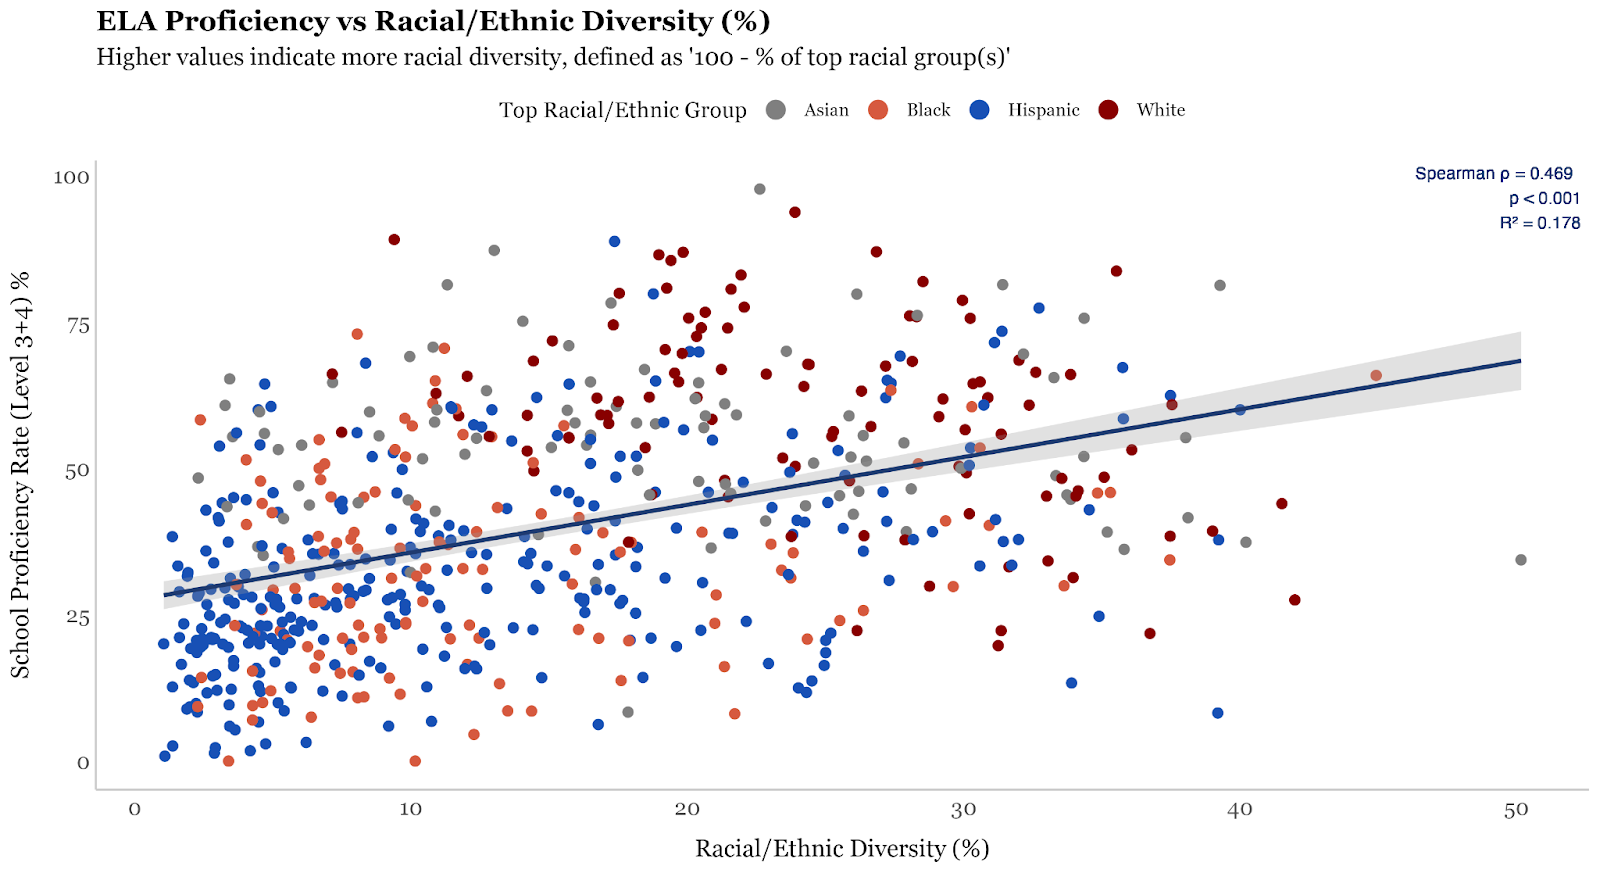 ELA Proficiency vs Racial/Ethnic Diversity (%)
Higher values indicate more racial diversity, defined as '100 - % of top racial group(s)'
Top Racial/Ethnic Group Asian Black Hispanic White
Spearman ρ = 0.469
p < 0.001
R² = 0.178
School Proficiency Rate (Level 3+4) %
100
75
50
25
0
0 10 20 30 40 50
Racial/Ethnic Diversity (%)